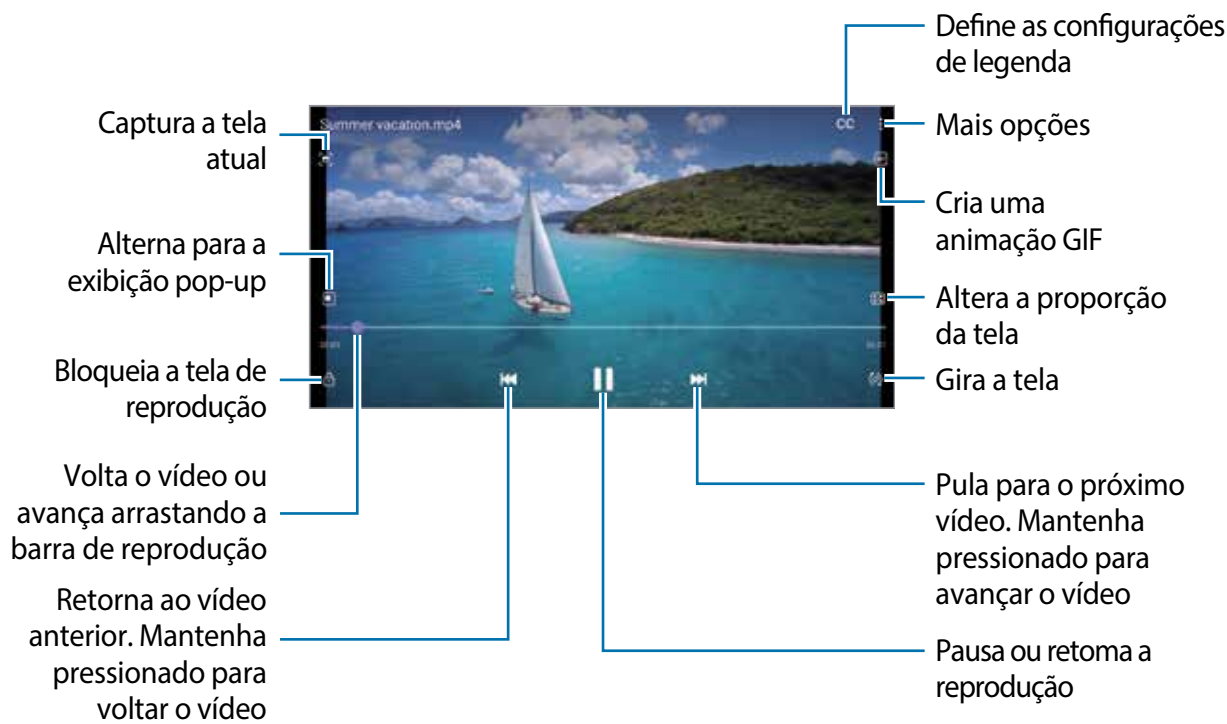 Define as configurações
de legenda
Captura a tela
atual
Summer vacation.mp4
CC
Mais opções
Cria uma
animação GIF
Alterna para a
exibição pop-up
Altera a proporção
da tela
Bloqueia a tela de
reprodução
Gira a tela
Volta o vídeo ou
avança arrastando a
barra de reprodução
Pula para o próximo
vídeo. Mantenha
pressionado para
avançar o vídeo
Retorna ao vídeo
anterior. Mantenha
pressionado para
voltar o vídeo
Pausa ou retoma a
reprodução